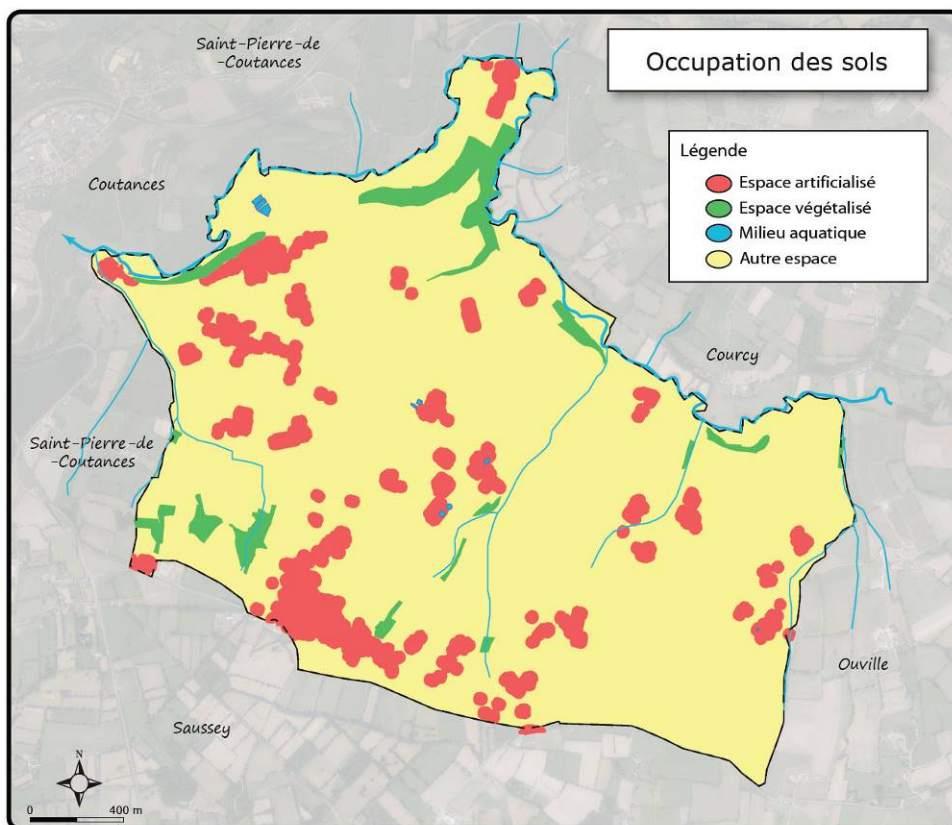 Saint-Pierre-de
-Coutances
Occupation des sols
Légende
Espace artificialisé
Espace végétalisé
Milieu aquatique
Autre espace
Coutances
Courcy
Saint-Pierre-de
-Coutances
Ouville
Saussey
N
0 400 m